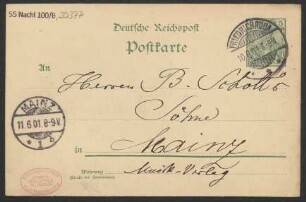 55 Nachl 100/B, 20377
Deutsche Reichspost
Postkarte
An
Herren B. Schott's
Söhne
in Mainz
Musik-Verlag
Wohnung
MAINZ
11.6.01.8-9V.